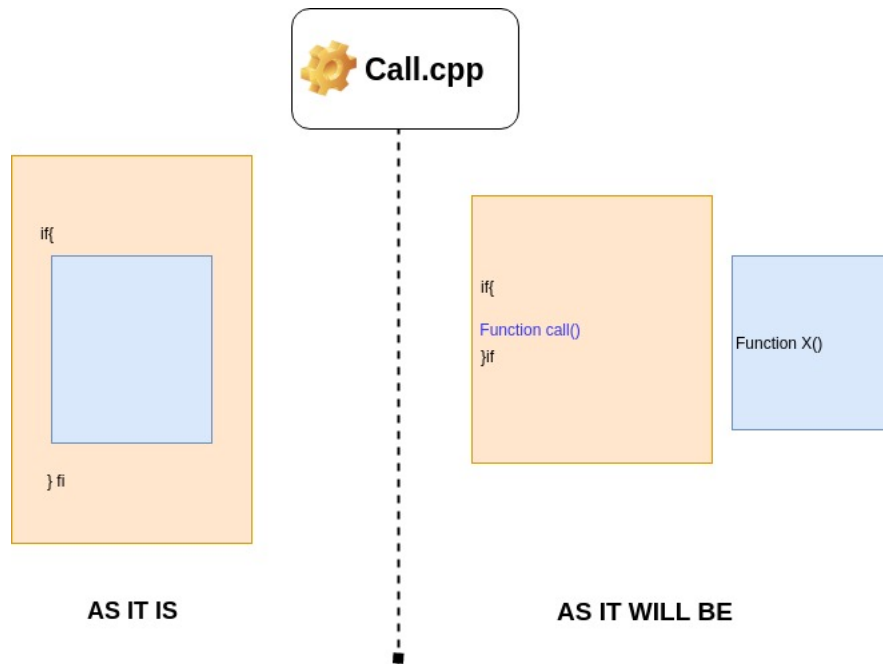 Call.cpp
if{
} fi
AS IT IS
if{
Function call()
}if
Function X()
AS IT WILL BE